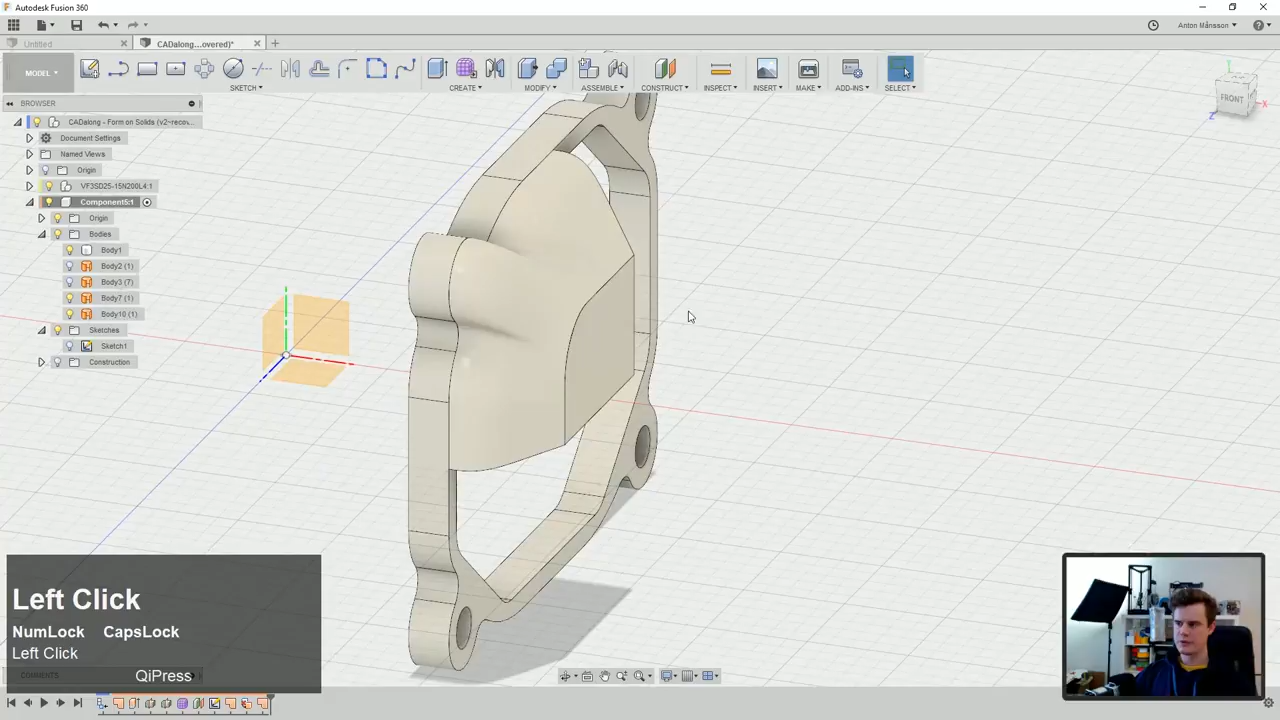 Autodesk Fusion 360
Anton Månsson
Untitled
CADalong...overed)*
MODEL
SKETCH
CREATE
MODIFY
ASSEMBLE
CONSTRUCT
INSPECT
INSERT
MAKE
ADD-INS
SELECT
BROWSER
CADalong - Form on Solids (v2~recov...
Document Settings
Named Views
Origin
VF3SD25-15N200L4:1
Component5:1
Origin
Bodies
Body1
Body2 (1)
Body3 (7)
Body7 (1)
Body10 (1)
Sketches
Sketch1
Construction
FRONT
X
Y
Z
Left Click
NumLock CapsLock
Left Click
QiPress
COMMENTS